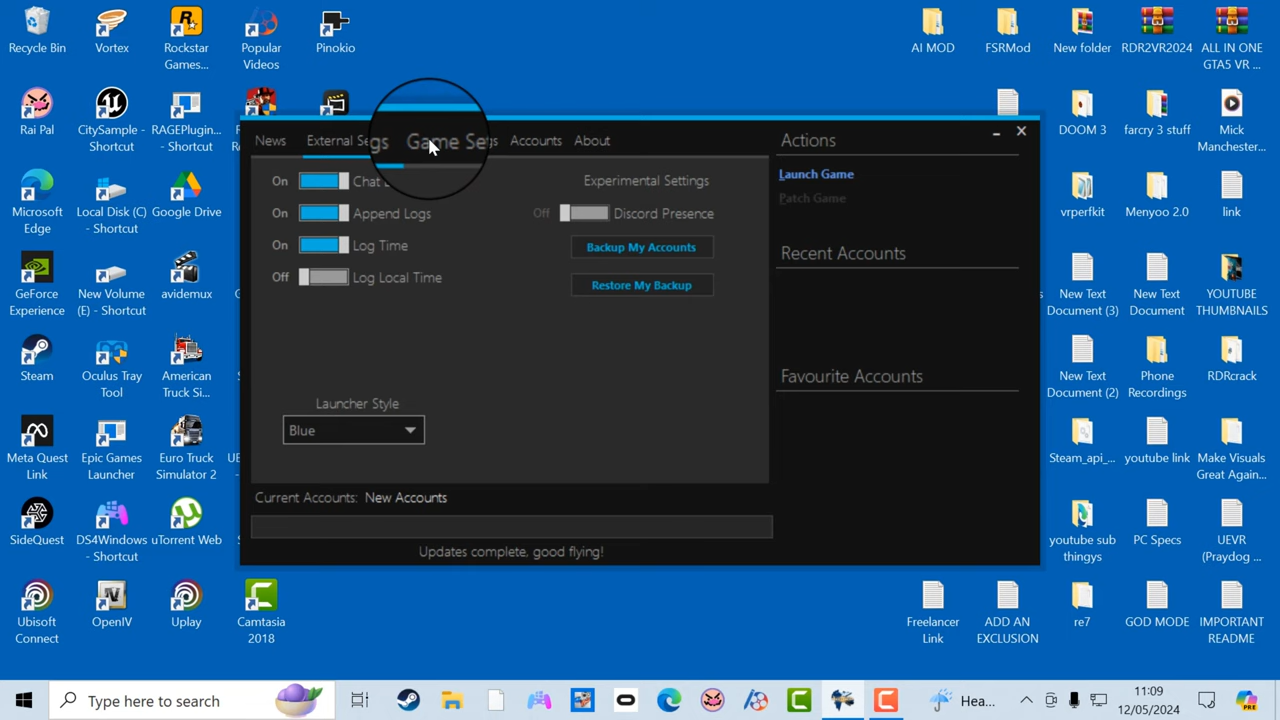 Recycle Bin
Vortex
Rockstar
Games...
Popular
Videos
Pinokio
AI MOD
FSRMod
New folder
RDR2VR2024
ALL IN ONE
GTA5 VR ...
Rai Pal
CitySample -
Shortcut
RAGEPlugin...
Shortcut
DOOM 3
farcry 3 stuff
Mick
Manchester...
Microsoft
Edge
Local Disk (C)
- Shortcut
Google Drive
vrperfkit
Menyoo 2.0
link
GeForce
Experience
New Volume
(E) - Shortcut
avidemux
New Text
Document (3)
New Text
Document
YOUTUBE
THUMBNAILS
Steam
Oculus Tray
Tool
American
Truck Si...
New Text
Document (2)
Phone
Recordings
RDRcrack
Meta Quest
Link
Epic Games
Launcher
Euro Truck
Simulator 2
Steam_api_...
youtube link
Make Visuals
Great Again...
SideQuest
DS4Windows
- Shortcut
uTorrent Web
youtube sub
thingys
PC Specs
UEVR
(Praydog ...
Ubisoft
Connect
OpenIV
Uplay
Camtasia
2018
Freelancer
Link
ADD AN
EXCLUSION
re7
GOD MODE
IMPORTANT
README
News
External Se
gs
Game Se
gs
Accounts
About
On
Chat
On
Append Logs
On
Log Time
Off
Log Local Time
Experimental Settings
Off
Discord Presence
Backup My Accounts
Restore My Backup
Launcher Style
Blue
Current Accounts: New Accounts
Updates complete, good flying!
Actions
Launch Game
Patch Game
Recent Accounts
Favourite Accounts
Type here to search
Hea...
11:09
12/05/2024
PRE